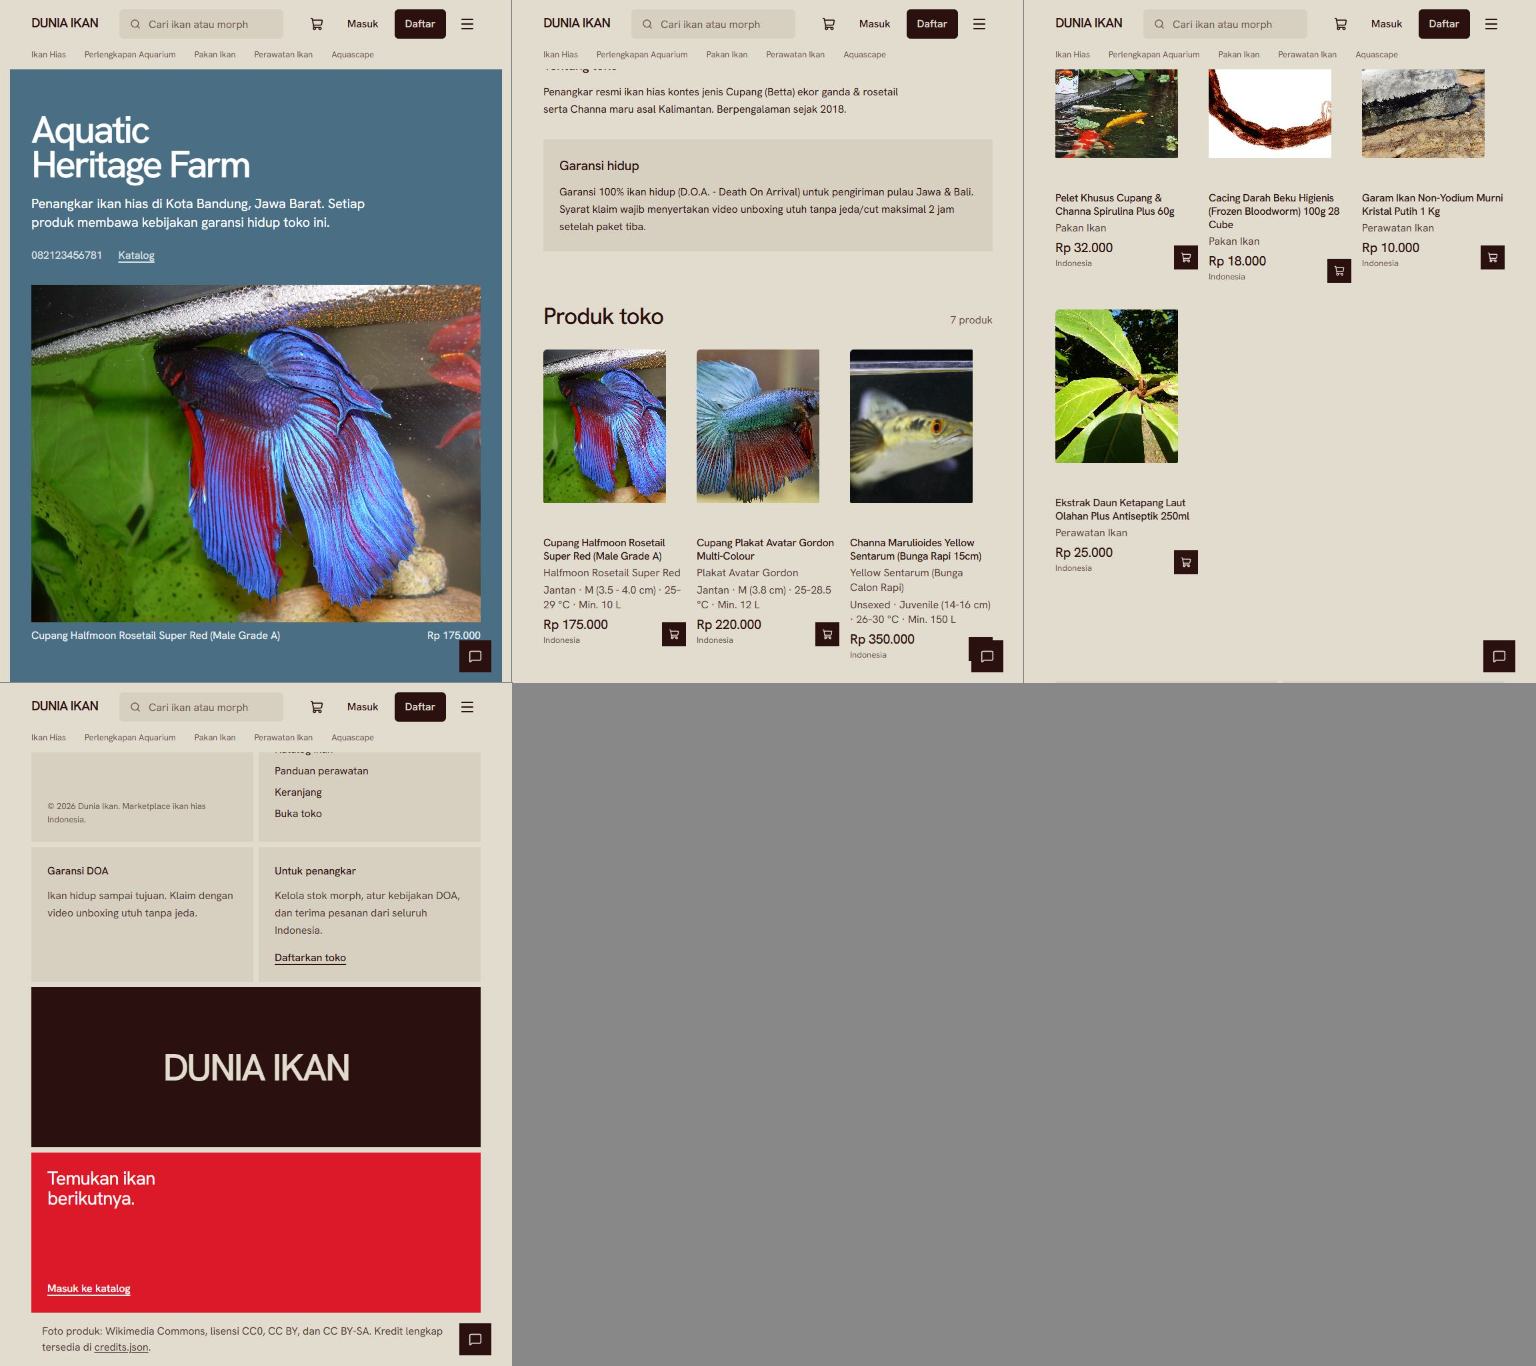 DUNIA IKAN
Cari ikan atau morph
Masuk
Daftar
Ikan Hias
Perlengkapan Aquarium
Pakan Ikan
Perawatan Ikan
Aquascape
Aquatic
Heritage Farm
Penangkar ikan hias di Kota Bandung, Jawa Barat. Setiap
produk membawa kebijakan garansi hidup toko ini.
082123456781
Katalog
Cupang Halfmoon Rosetail Super Red (Male Grade A)
Rp 175.000
DUNIA IKAN
Cari ikan atau morph
Masuk
Daftar
Ikan Hias
Perlengkapan Aquarium
Pakan Ikan
Perawatan Ikan
Aquascape
Penangkar resmi ikan hias kontes jenis Cupang (Betta) ekor ganda & rosetail
serta Channa maru asal Kalimantan. Berpengalaman sejak 2018.
Garansi hidup
Garansi 100% ikan hidup (D.O.A. - Death On Arrival) untuk pengiriman pulau Jawa & Bali.
Syarat klaim wajib menyertakan video unboxing utuh tanpa jeda/cut maksimal 2 jam
setelah paket tiba.
Produk toko
7 produk
Cupang Halfmoon Rosetail
Super Red (Male Grade A)
Halfmoon Rosetail Super Red
Jantan · M (3.5 - 4.0 cm) · 25–
29 °C · Min. 10 L
Rp 175.000
Indonesia
Cupang Plakat Avatar Gordon
Multi-Colour
Plakat Avatar Gordon
Jantan · M (3.8 cm) · 25–28.5
°C · Min. 12 L
Rp 220.000
Indonesia
Channa Marulioides Yellow
Sentarum (Bunga Rapi 15cm)
Yellow Sentarum (Bunga
Calon Rapi)
Unsexed · Juvenile (14-16 cm)
· 26–30 °C · Min. 150 L
Rp 350.000
Indonesia
DUNIA IKAN
Cari ikan atau morph
Masuk
Daftar
Ikan Hias
Perlengkapan Aquarium
Pakan Ikan
Perawatan Ikan
Aquascape
Pelet Khusus Cupang &
Channa Spirulina Plus 60g
Pakan Ikan
Rp 32.000
Indonesia
Cacing Darah Beku Higienis
(Frozen Bloodworm) 100g 28
Cube
Pakan Ikan
Rp 18.000
Indonesia
Garam Ikan Non-Yodium Murni
Kristal Putih 1 Kg
Perawatan Ikan
Rp 10.000
Indonesia
Ekstrak Daun Ketapang Laut
Olahan Plus Antiseptik 250ml
Perawatan Ikan
Rp 25.000
Indonesia
DUNIA IKAN
Cari ikan atau morph
Masuk
Daftar
Ikan Hias
Perlengkapan Aquarium
Pakan Ikan
Perawatan Ikan
Aquascape
© 2026 Dunia Ikan. Marketplace ikan hias
Indonesia.
Panduan perawatan
Keranjang
Buka toko
Garansi DOA
Ikan hidup sampai tujuan. Klaim dengan
video unboxing utuh tanpa jeda.
Untuk penangkar
Kelola stok morph, atur kebijakan DOA,
dan terima pesanan dari seluruh
Indonesia.
Daftarkan toko
DUNIA IKAN
Temukan ikan
berikutnya.
Masuk ke katalog
Foto produk: Wikimedia Commons, lisensi CC0, CC BY, dan CC BY-SA. Kredit lengkap
tersedia di credits.json.